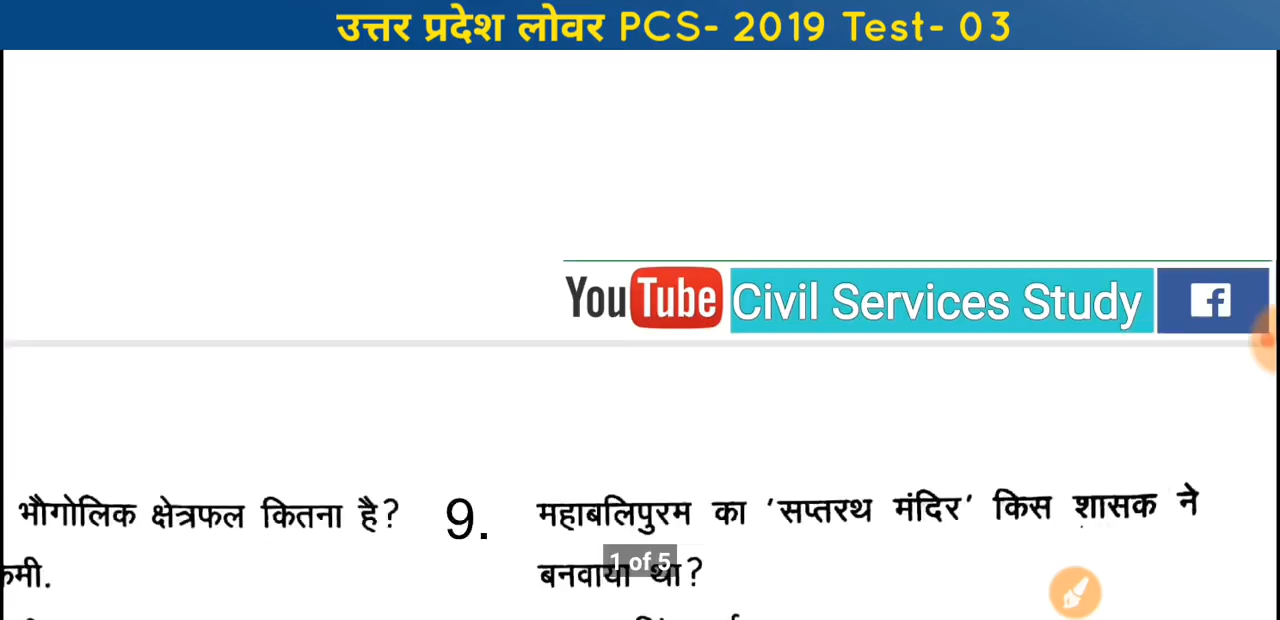 उत्तर प्रदेश लोवर PCS- 2019 Test- 03
YouTube Civil Services Study
भौगोलिक क्षेत्रफल कितना है?
9. महाबलिपुरम का ‘सप्तरथ मंदिर’ किस शासक ने
बनवाया था?
1 of 5